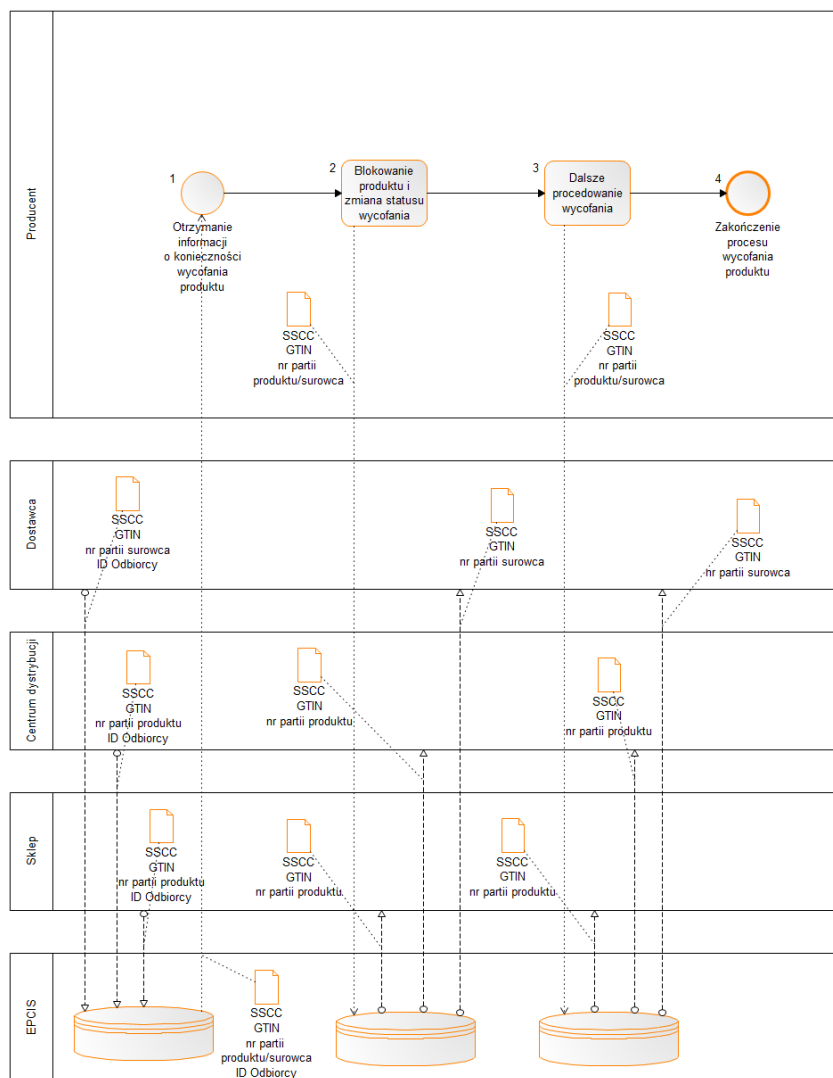 Producent
1
Otrzymanie
informacji
o konieczności
wycofania
produktu
2
Blokowanie
produktu i
zmiana statusu
wycofania
3
Dalsze
procedowanie
wycofania
4
Zakończenie
procesu
wycofania
produktu
SSCC
GTIN
nr partii
produktu/surowca
SSCC
GTIN
nr partii
produktu/surowca
Dostawca
SSCC
GTIN
nr partii surowca
ID Odbiorcy
SSCC
GTIN
nr partii surowca
SSCC
GTIN
nr partii surowca
Centrum dystrybucji
SSCC
GTIN
nr partii produktu
ID Odbiorcy
SSCC
GTIN
nr partii produktu
SSCC
GTIN
nr partii produktu
Sklep
SSCC
GTIN
nr partii produktu
ID Odbiorcy
SSCC
GTIN
nr partii produktu
SSCC
GTIN
nr partii produktu
EPCIS
SSCC
GTIN
nr partii
produktu/surowca
ID Odbiorcy